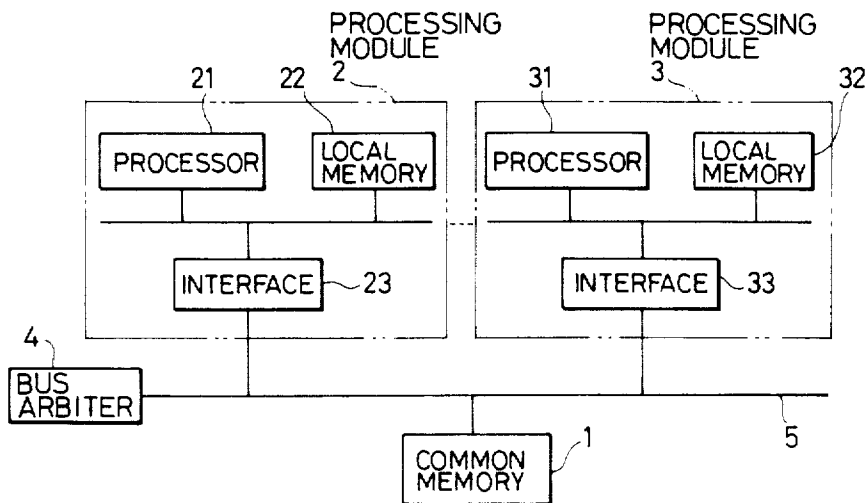 PROCESSING
MODULE
2
PROCESSING
MODULE
3
21
22
31
32
PROCESSOR
LOCAL
MEMORY
PROCESSOR
LOCAL
MEMORY
INTERFACE
23
INTERFACE
33
4
BUS
ARBITER
5
COMMON
MEMORY
1